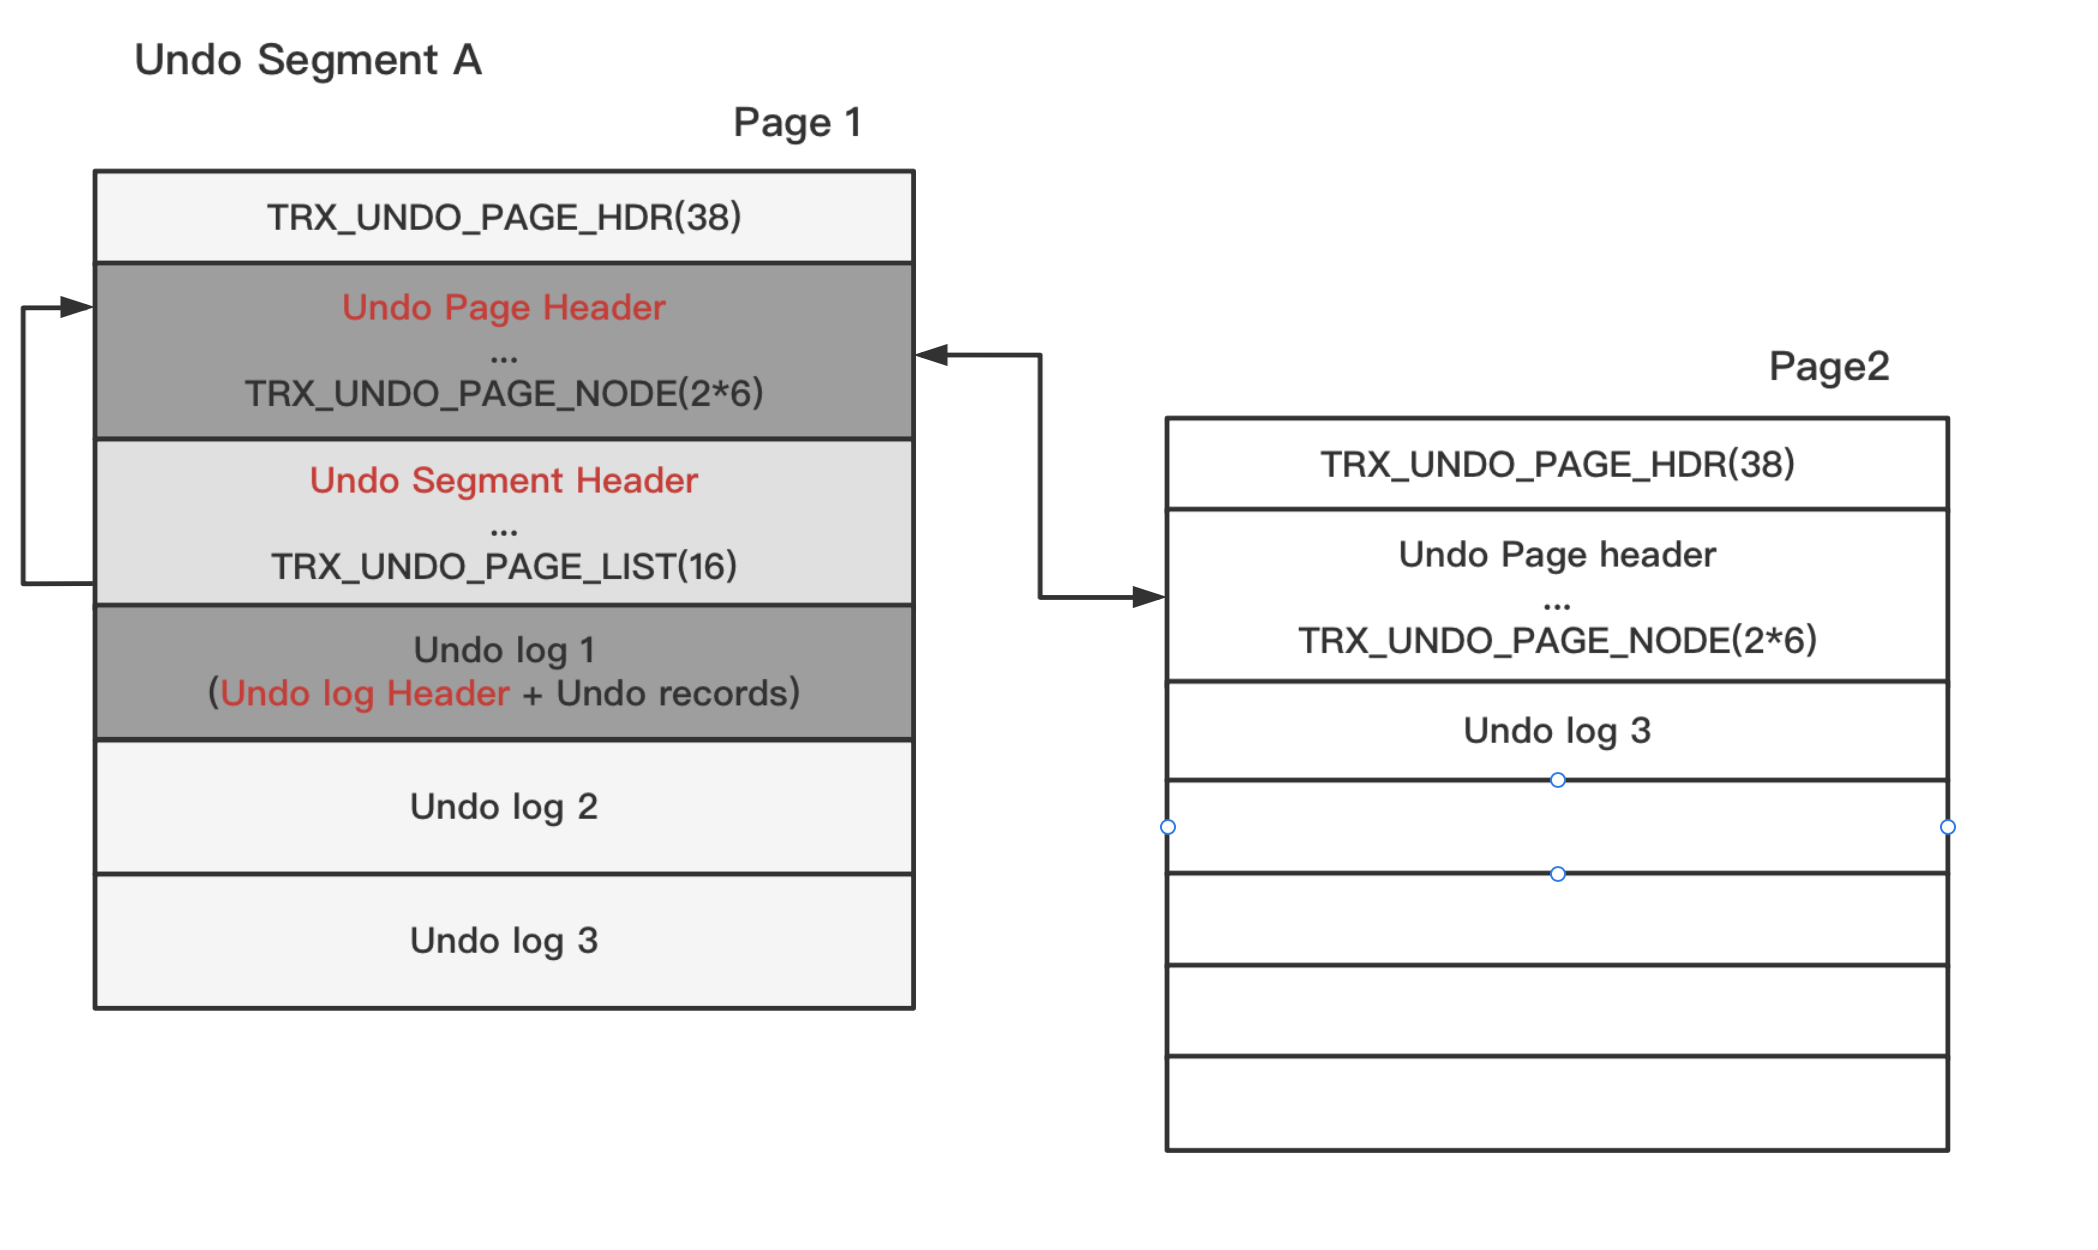 Undo Segment A
Page 1
TRX_UNDO_PAGE_HDR(38)
Undo Page Header
...
TRX_UNDO_PAGE_NODE(2*6)
Undo Segment Header
...
TRX_UNDO_PAGE_LIST(16)
Undo log 1
(Undo log Header + Undo records)
Undo log 2
Undo log 3
Page2
TRX_UNDO_PAGE_HDR(38)
Undo Page header
...
TRX_UNDO_PAGE_NODE(2*6)
Undo log 3